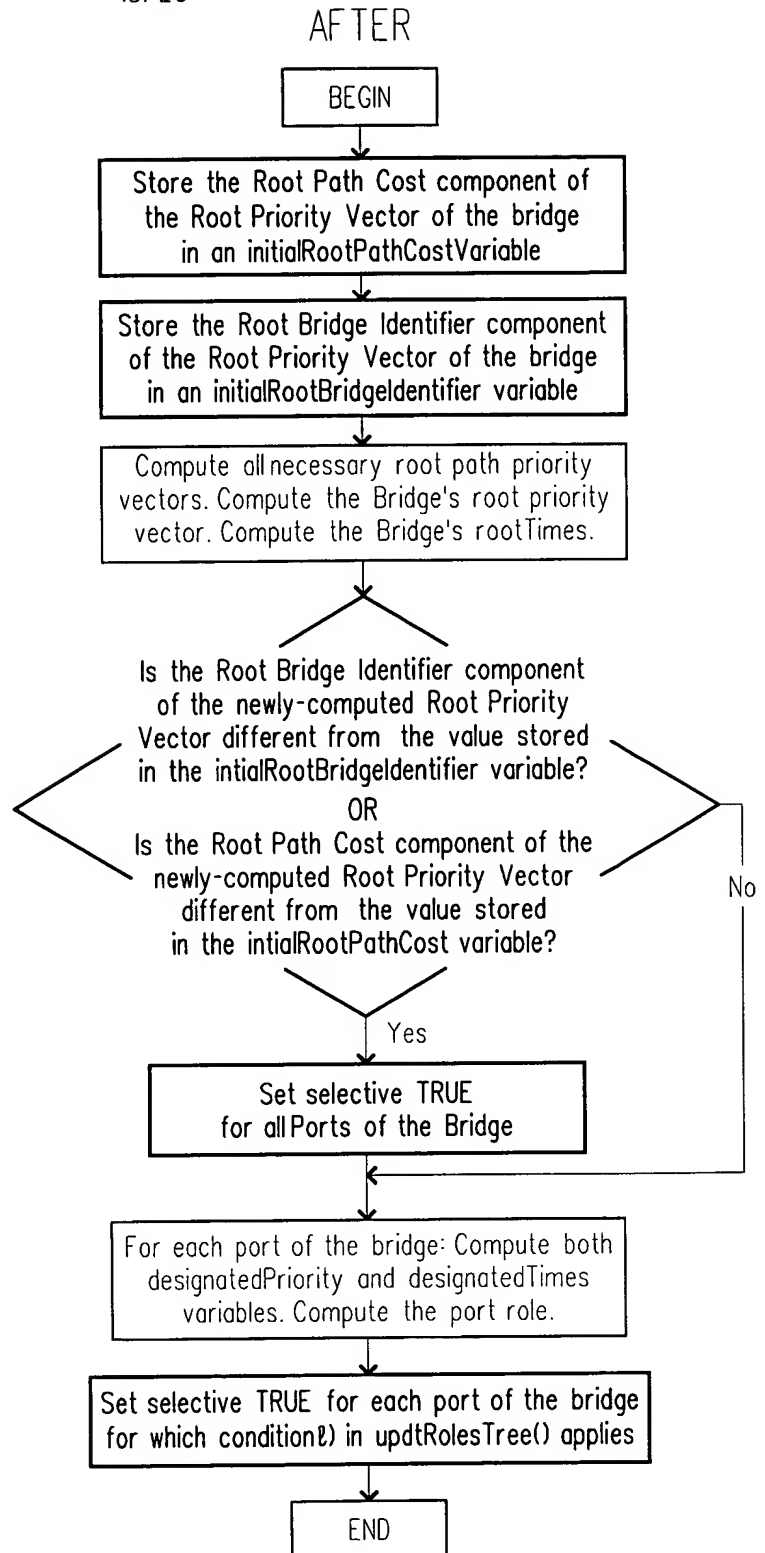 AFTER
BEGIN
Store the Root Path Cost component of
the Root Priority Vector of the bridge
in an initialRootPathCostVariable
Store the Root Bridge Identifier component
of the Root Priority Vector of the bridge
in an initialRootBridgeIdentifier variable
Compute all necessary root path priority
vectors. Compute the Bridge's root priority
vector. Compute the Bridge's rootTimes.
Is the Root Bridge Identifier component
of the newly-computed Root Priority
Vector different from the value stored
in the intialRootBridgeIdentifier variable?
OR
Is the Root Path Cost component of the
newly-computed Root Priority Vector
different from the value stored
in the intialRootPathCost variable?
No
Yes
Set selective TRUE
for all Ports of the Bridge
For each port of the bridge: Compute both
designatedPriority and designatedTimes
variables. Compute the port role.
Set selective TRUE for each port of the bridge
for which condition ℓ) in updtRolesTree() applies
END